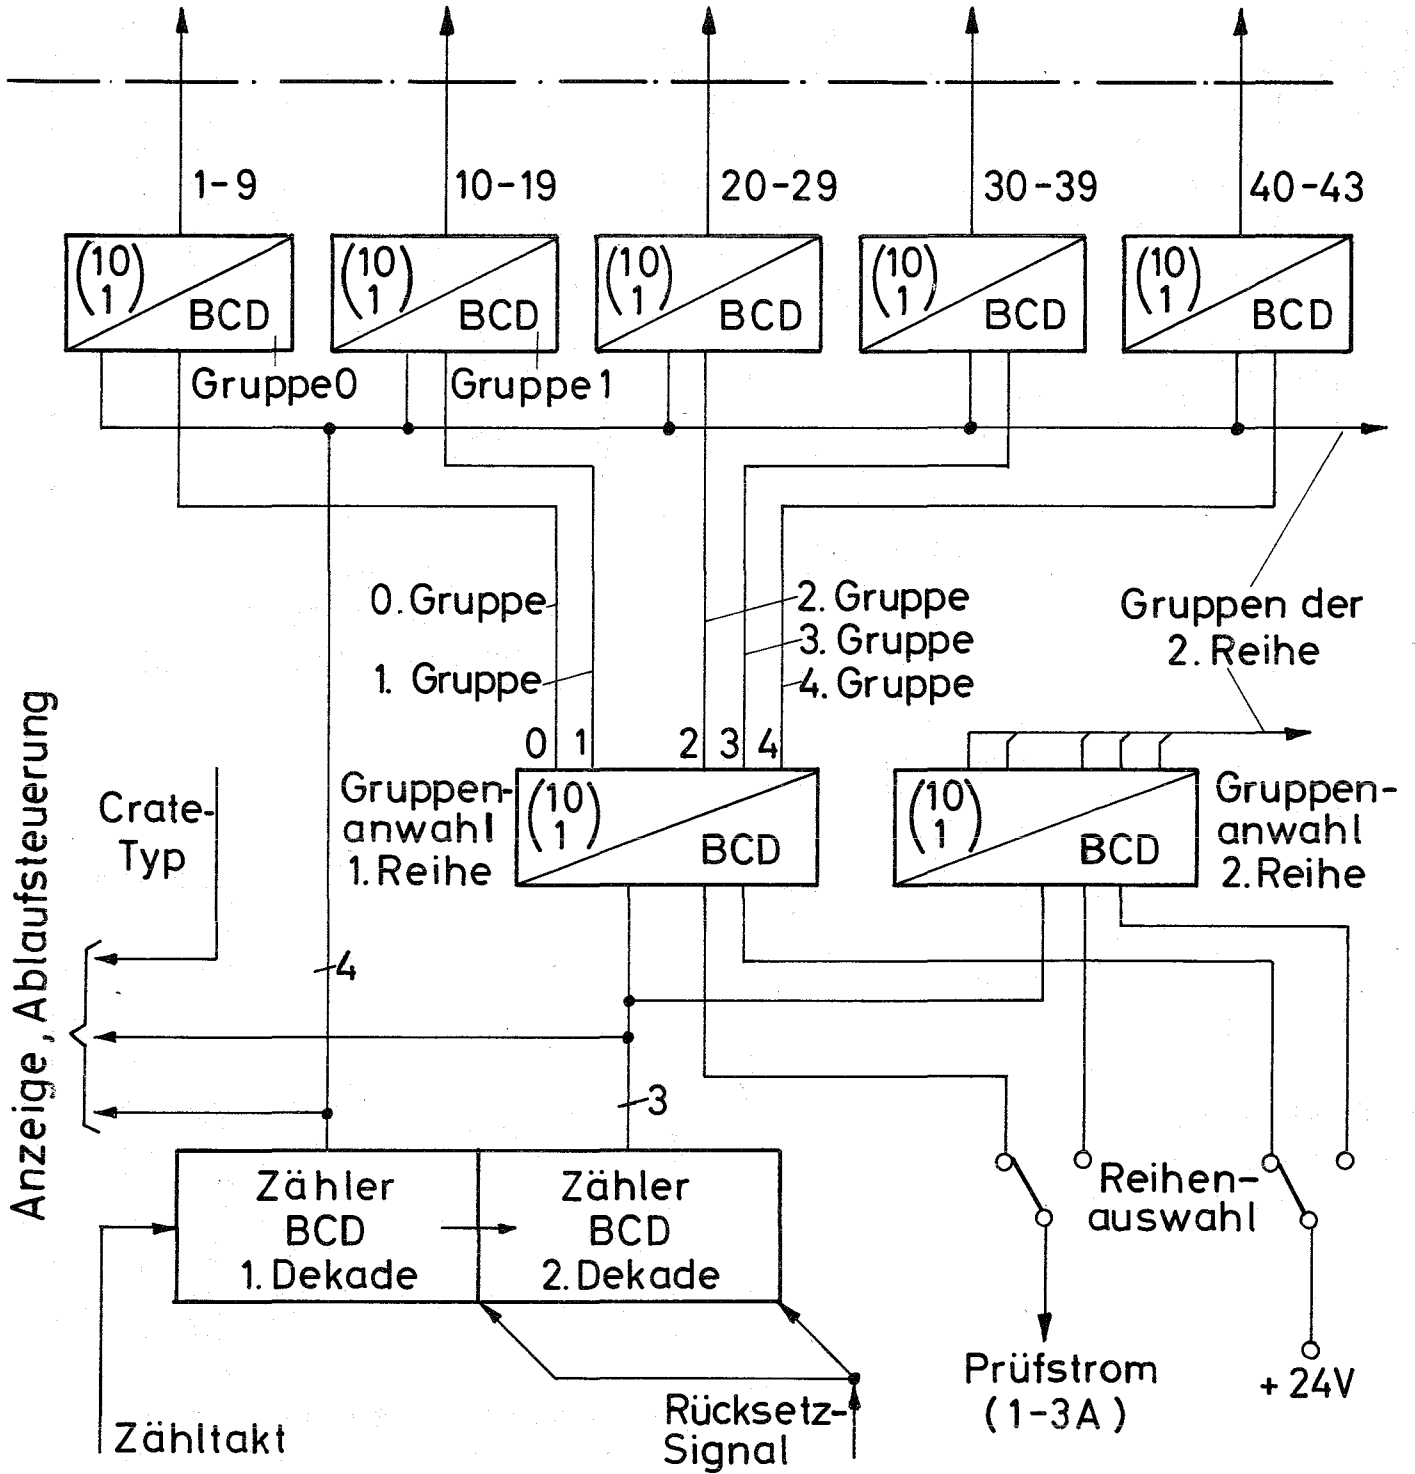 1-9
10-19
20-29
30-39
40-43
(10
1)
BCD
(10
1)
BCD
(10
1)
BCD
(10
1)
BCD
(10
1)
BCD
Gruppe 0
Gruppe 1
0. Gruppe
1. Gruppe
2. Gruppe
3. Gruppe
4. Gruppe
Gruppen der
2. Reihe
0 1 2 3 4
Gruppen-
anwahl
1. Reihe
(10
1)
BCD
(10
1)
BCD
Gruppen-
anwahl
2. Reihe
Crate-
Typ
Anzeige, Ablaufsteuerung
4
3
Zähler
BCD
1. Dekade
Zähler
BCD
2. Dekade
Reihen-
auswahl
Prüfstrom
(1-3A)
+ 24V
Rücksetz-
Signal
Zähltakt